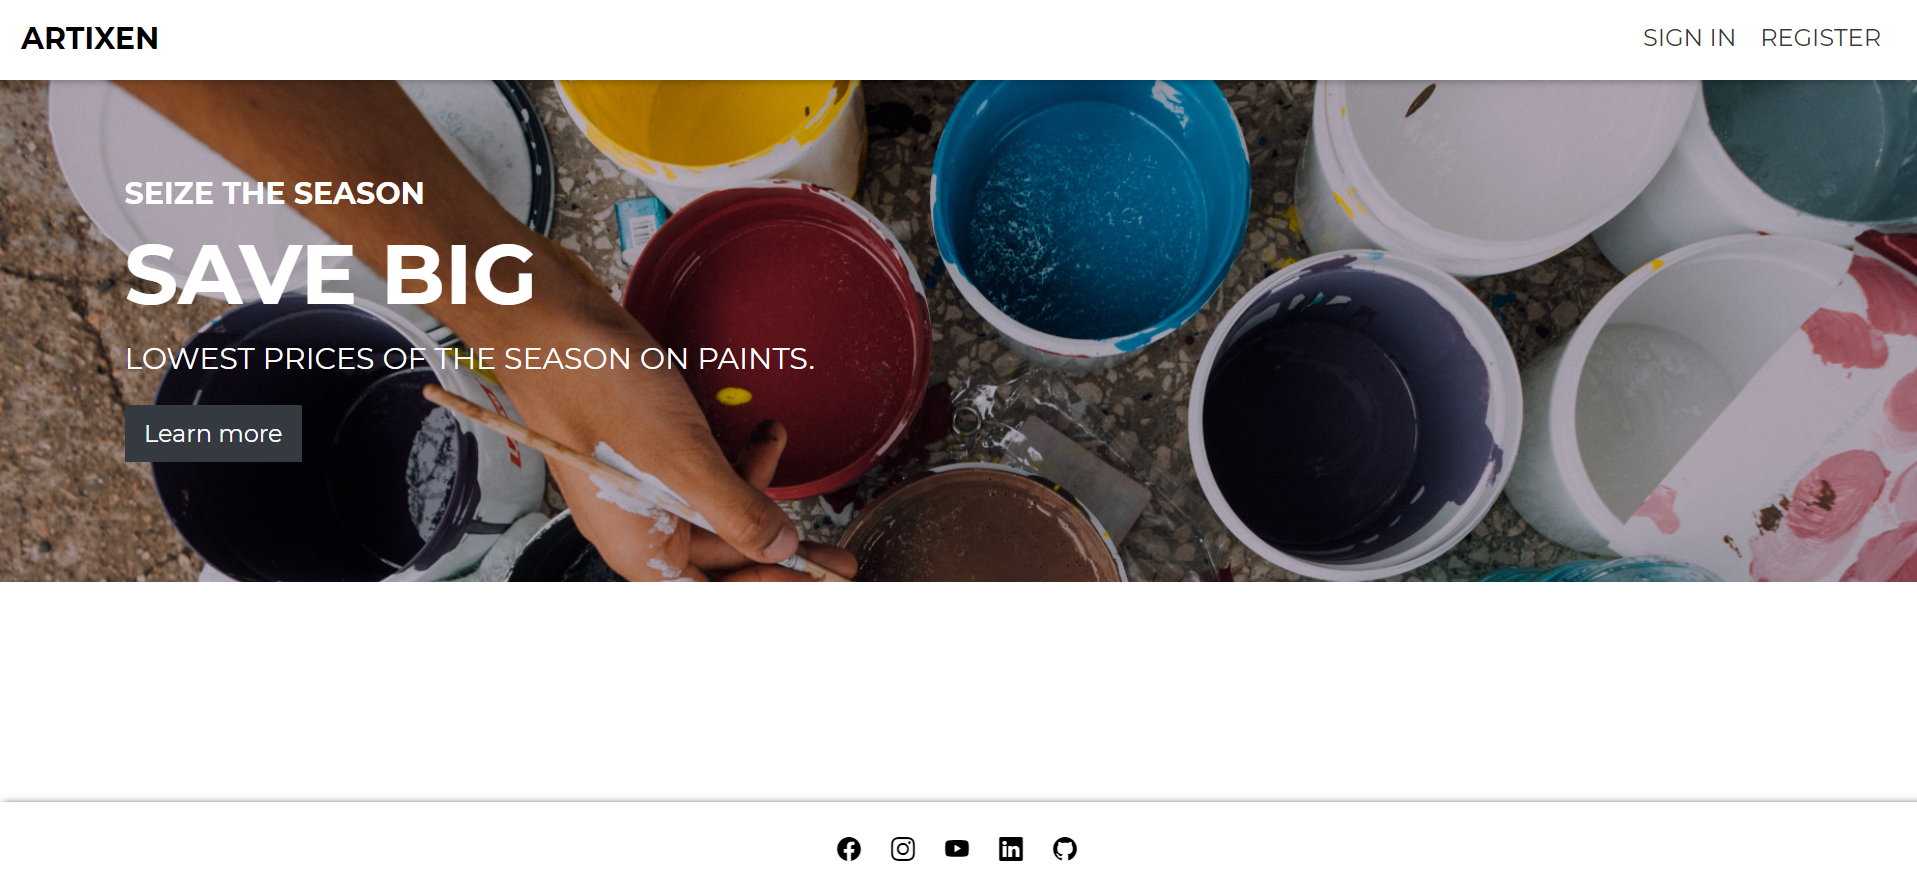 ARTIXEN
SIGN IN REGISTER
SEIZE THE SEASON
SAVE BIG
LOWEST PRICES OF THE SEASON ON PAINTS.
Learn more